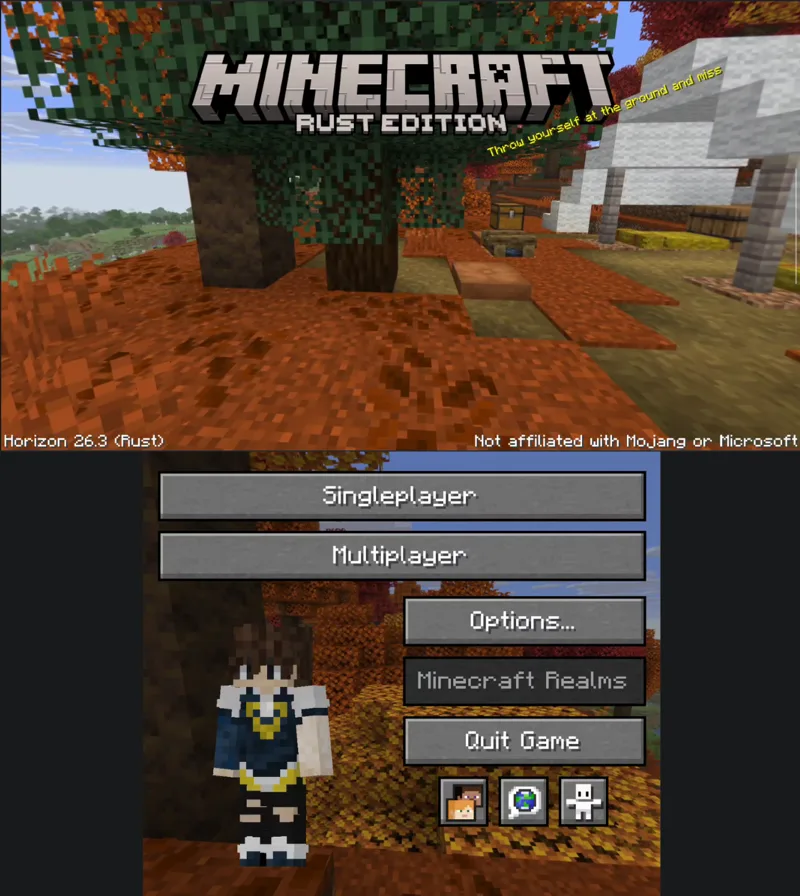 MINECRAFT
RUST EDITION
Throw yourself at the ground and miss
Horizon 26.3 (Rust)
Not affiliated with Mojang or Microsoft
Singleplayer
Multiplayer
Options...
Minecraft Realms
Quit Game